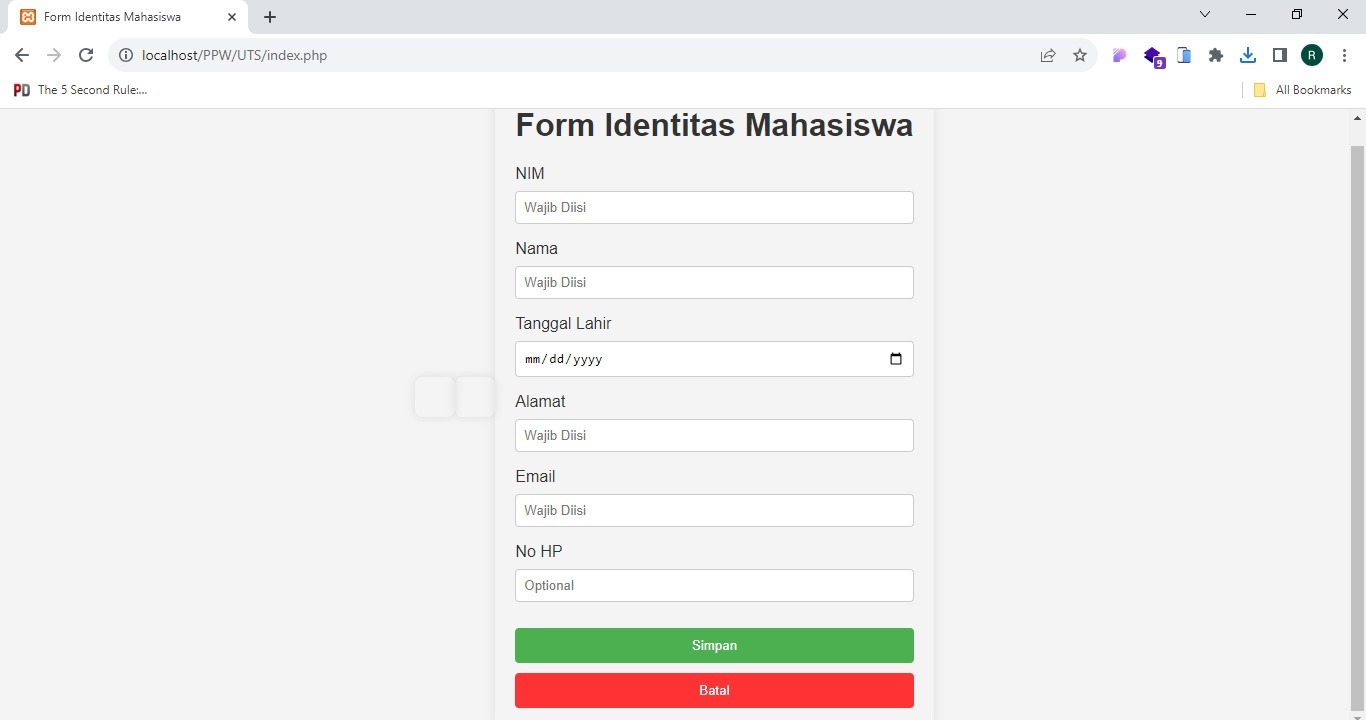 Form Identitas Mahasiswa
localhost/PPW/UTS/index.php
9
R
PD The 5 Second Rule:...
All Bookmarks
Form Identitas Mahasiswa
NIM
Wajib Diisi
Nama
Wajib Diisi
Tanggal Lahir
mm/dd/yyyy
Alamat
Wajib Diisi
Email
Wajib Diisi
No HP
Optional
Simpan
Batal